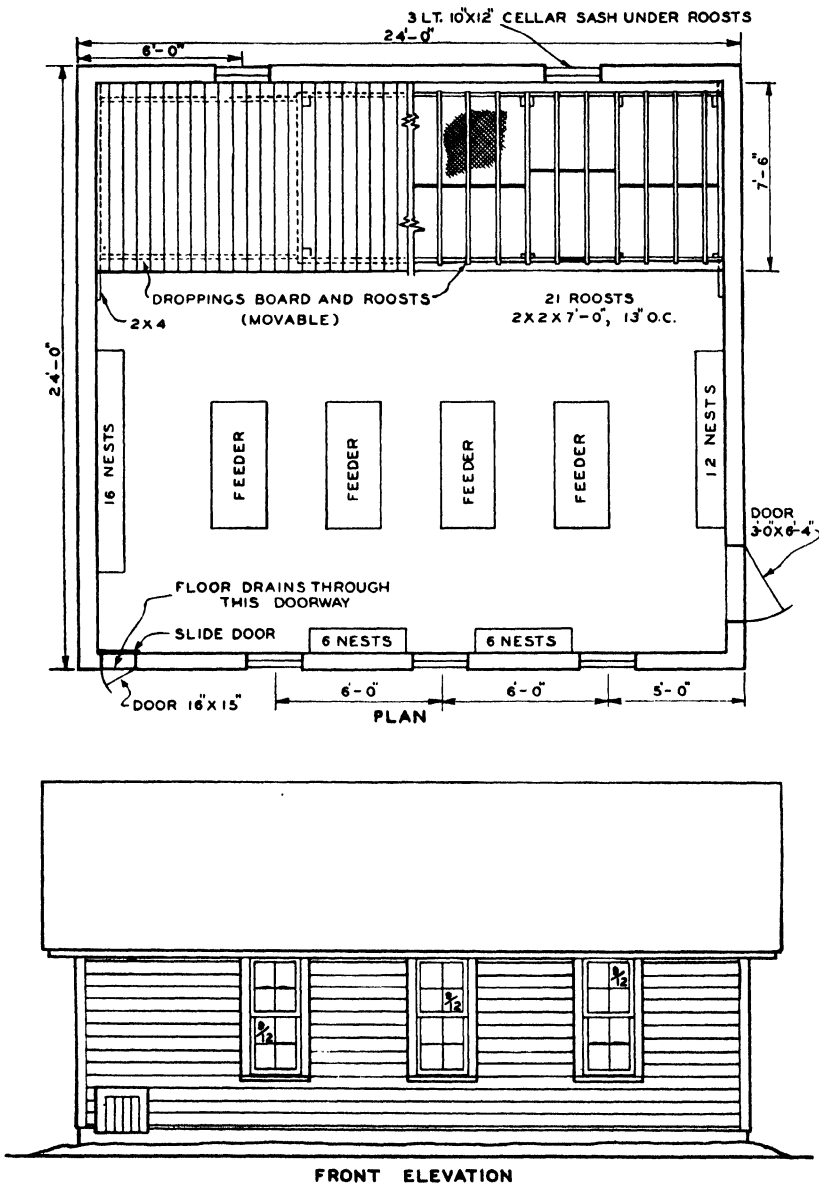 3 LT. 10"X12" CELLAR SASH UNDER ROOSTS
24'-0"
6'-0"
7'-6"
DROPPINGS BOARD AND ROOSTS
(MOVABLE)
2X4
21 ROOSTS
2X2X7'-0", 13" O.C.
24'-0"
16 NESTS
FEEDER
FEEDER
FEEDER
FEEDER
12 NESTS
DOOR
3'-0"X6'-4"
FLOOR DRAINS THROUGH
THIS DOORWAY
SLIDE DOOR
6 NESTS
6 NESTS
DOOR 16"X15"
6'-0"
6'-0"
5'-0"
PLAN
8/12
8/12
8/12
FRONT ELEVATION